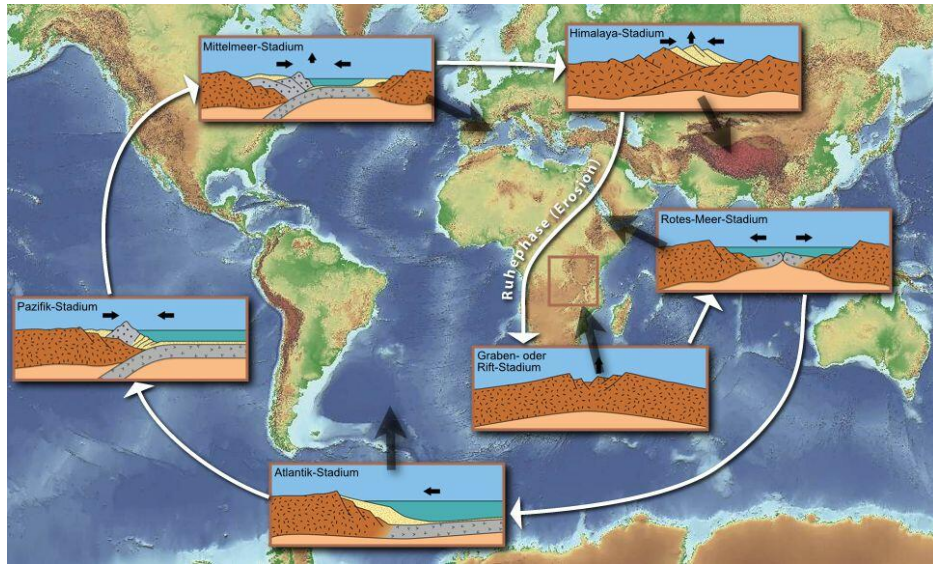 Mittelmeer-Stadium
Himalaya-Stadium
Ruhephase (Erosion)
Rotes-Meer-Stadium
Pazifik-Stadium
Graben- oder
Rift-Stadium
Atlantik-Stadium